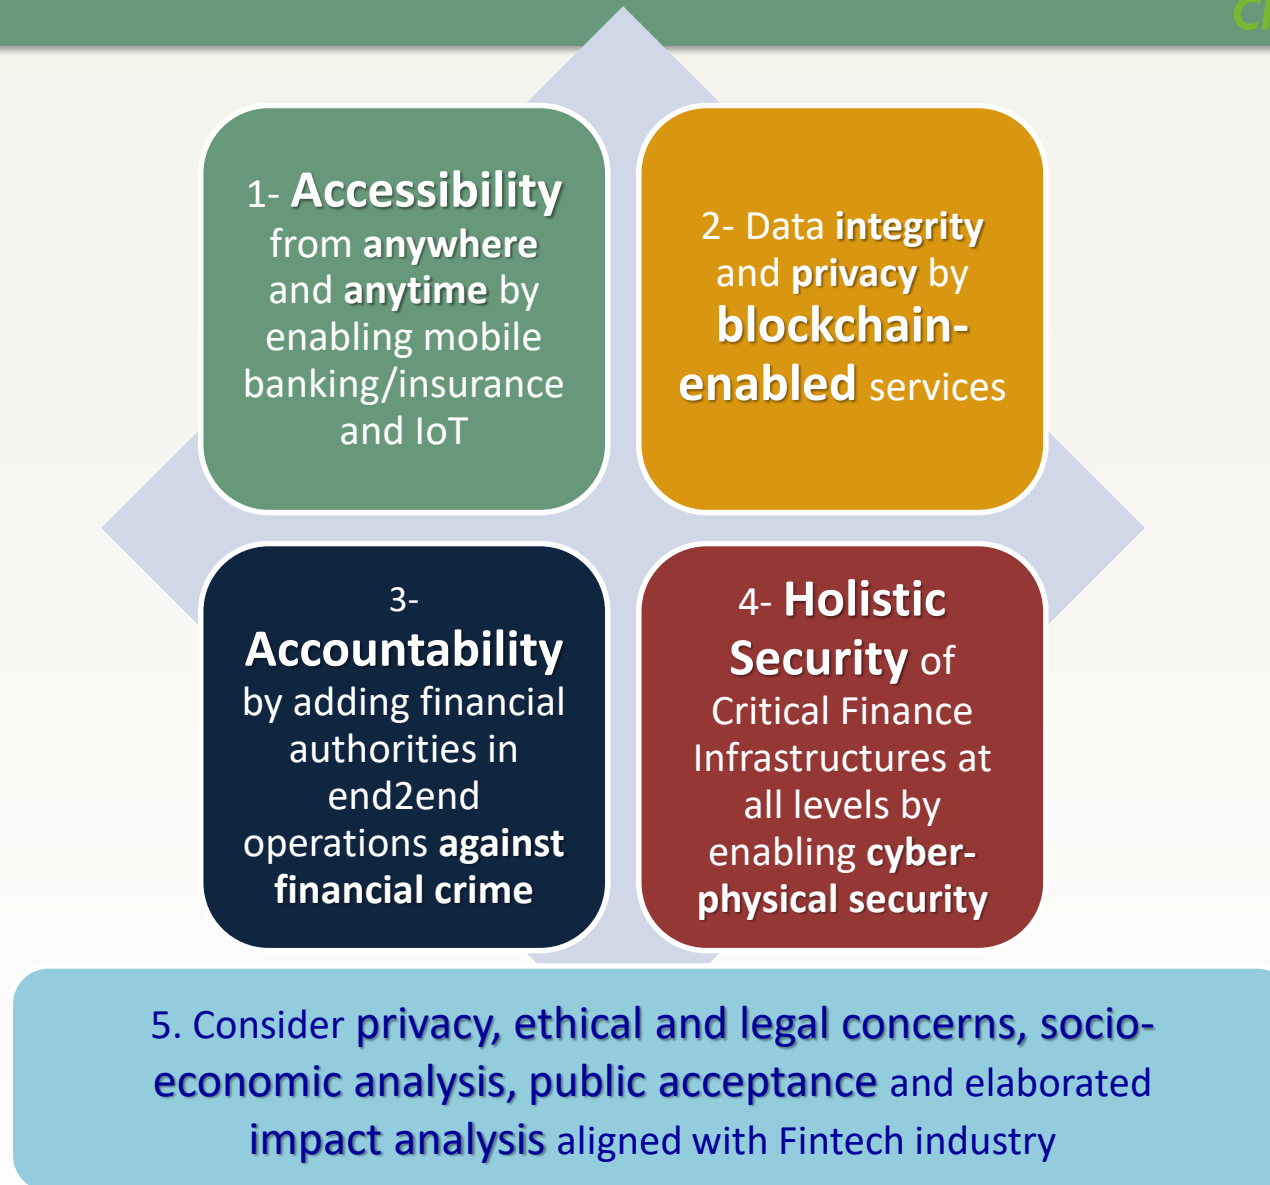 1- Accessibility
from anywhere
and anytime by
enabling mobile
banking/insurance
and IoT
2- Data integrity
and privacy by
blockchain-
enabled services
3-
Accountability
by adding financial
authorities in
end2end
operations against
financial crime
4- Holistic
Security of
Critical Finance
Infrastructures at
all levels by
enabling cyber-
physical security
5. Consider privacy, ethical and legal concerns, socio-
economic analysis, public acceptance and elaborated
impact analysis aligned with Fintech industry